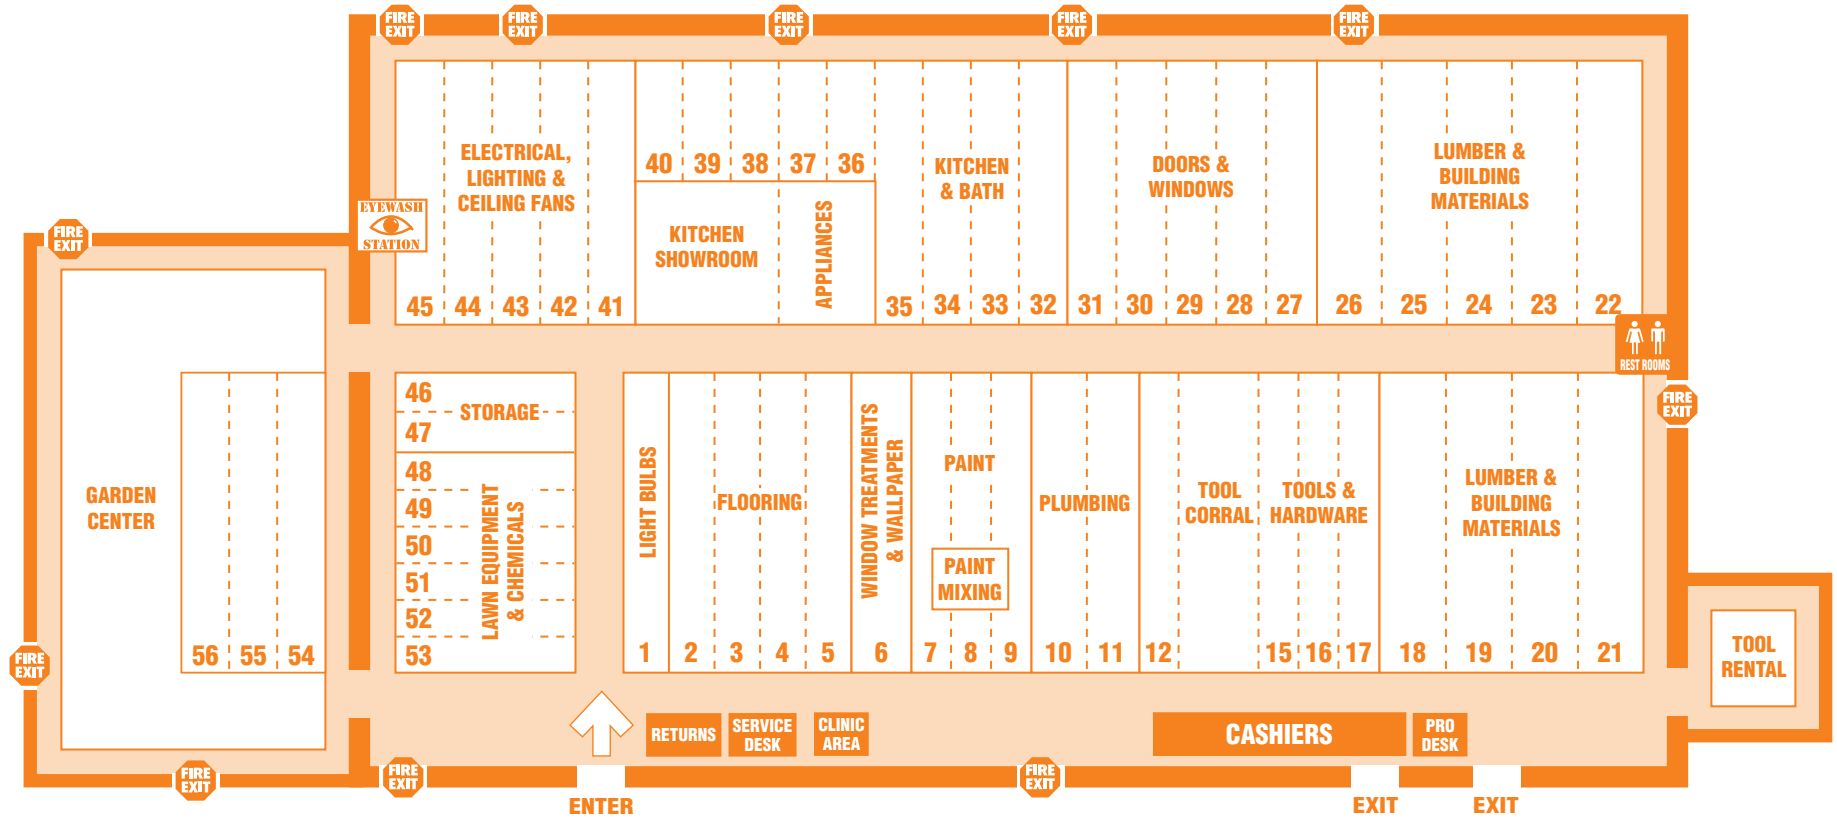 FIRE
EXIT
FIRE
EXIT
FIRE
EXIT
FIRE
EXIT
FIRE
EXIT
ELECTRICAL,
LIGHTING &
CEILING FANS
45 44 43 42 41
40 39 38 37 36
KITCHEN
SHOWROOM
APPLIANCES
KITCHEN
& BATH
35 34 33 32
DOORS &
WINDOWS
31 30 29 28 27
LUMBER &
BUILDING
MATERIALS
26 25 24 23 22
EYEWASH
STATION
REST ROOMS
FIRE
EXIT
FIRE
EXIT
GARDEN
CENTER
56 55 54
FIRE
EXIT
FIRE
EXIT
46
STORAGE
47
48
49
50
51
52
53
LAWN EQUIPMENT
& CHEMICALS
LIGHT BULBS
1
FLOORING
2 3 4 5
WINDOW TREATMENTS
& WALLPAPER
6
PAINT
PAINT
MIXING
7 8 9
PLUMBING
10 11
TOOL
CORRAL
12
TOOLS &
HARDWARE
15 16 17
LUMBER &
BUILDING
MATERIALS
18 19 20 21
TOOL
RENTAL
RETURNS
SERVICE
DESK
CLINIC
AREA
CASHIERS
PRO
DESK
FIRE
EXIT
FIRE
EXIT
ENTER
EXIT
EXIT